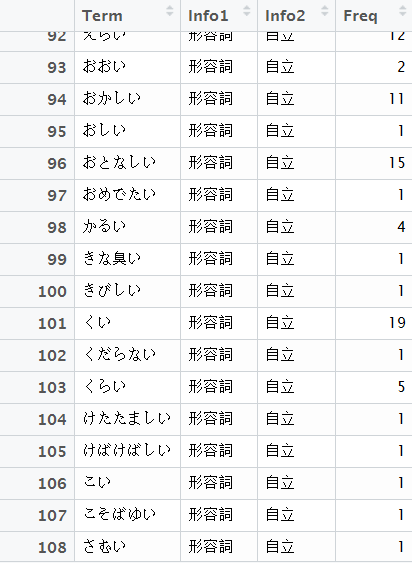 Term Info1 Info2 Freq
92 えらい 形容詞 自立 12
93 おおい 形容詞 自立 2
94 おかしい 形容詞 自立 11
95 おしい 形容詞 自立 1
96 おとなしい 形容詞 自立 15
97 おめでたい 形容詞 自立 1
98 かるい 形容詞 自立 4
99 きな臭い 形容詞 自立 1
100 きびしい 形容詞 自立 1
101 くい 形容詞 自立 19
102 くだらない 形容詞 自立 1
103 くらい 形容詞 自立 5
104 けたたましい 形容詞 自立 1
105 けばけばしい 形容詞 自立 1
106 こい 形容詞 自立 1
107 こそばゆい 形容詞 自立 1
108 さむい 形容詞 自立 1